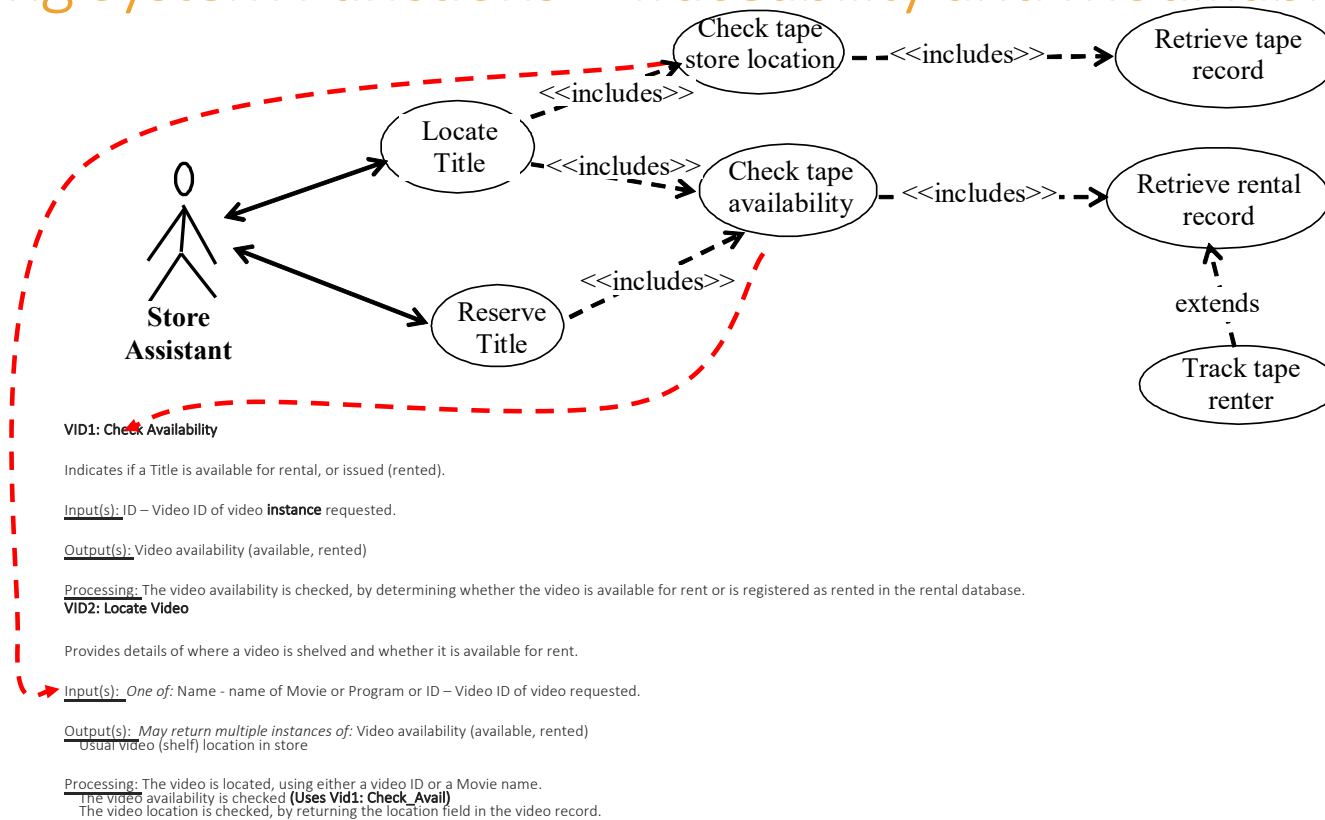 System Functions – Traceability and
Check tape
store location
<<includes>>
Retrieve tape
record
<<includes>>
Locate
Title
<<includes>>
Check tape
availability
<<includes>>
Retrieve rental
record
<<includes>>
Reserve
Title
extends
Store
Assistant
Track tape
renter
VID1: Check Availability
Indicates if a Title is available for rental, or issued (rented).
Input(s): ID – Video ID of video instance requested.
Output(s): Video availability (available, rented)
Processing: The video availability is checked, by determining whether the video is available for rent or is registered as rented in the rental database.
VID2: Locate Video
Provides details of where a video is shelved and whether it is available for rent.
Input(s): One of: Name - name of Movie or Program or ID – Video ID of video requested.
Output(s): May return multiple instances of: Video availability (available, rented)
Usual video (shelf) location in store
Processing: The video is located, using either a video ID or a Movie name.
The video availability is checked (Uses Vid1: Check_Avail)
The video location is checked, by returning the location field in the video record.